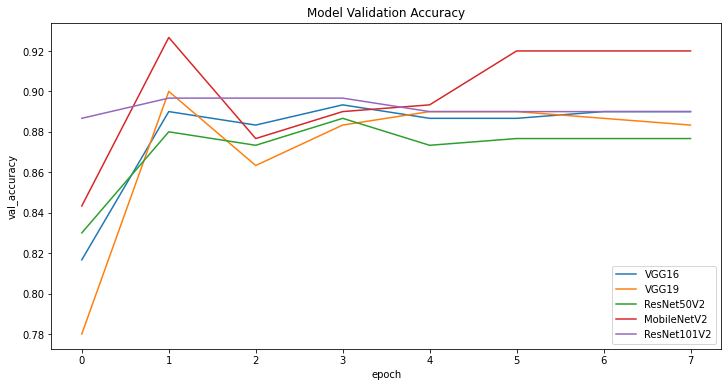 Model Validation Accuracy
val_accuracy
0.92
0.90
0.88
0.86
0.84
0.82
0.80
0.78
0 1 2 3 4 5 6 7
epoch
VGG16
VGG19
ResNet50V2
MobileNetV2
ResNet101V2